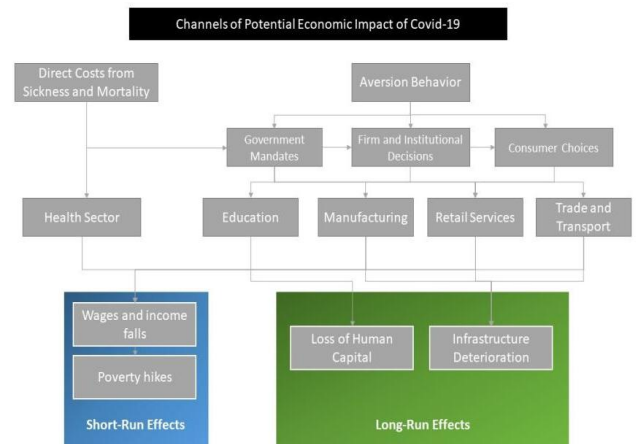 Channels of Potential Economic Impact of Covid-19
Direct Costs from
Sickness and Mortality
Aversion Behavior
Government
Mandates
Firm and Institutional
Decisions
Consumer Choices
Health Sector
Education
Manufacturing
Retail Services
Trade and
Transport
Wages and income
falls
Poverty hikes
Short-Run Effects
Loss of Human
Capital
Infrastructure
Deterioration
Long-Run Effects